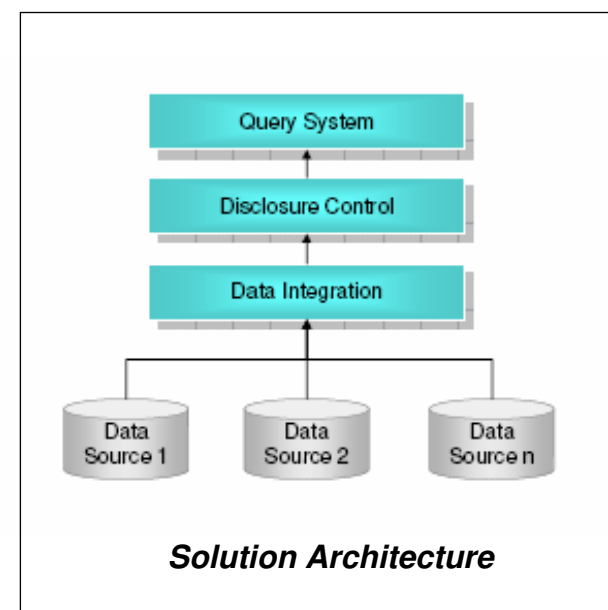 Query System
Disclosure Control
Data Integration
Data
Source 1
Data
Source 2
Data
Source n
Solution Architecture